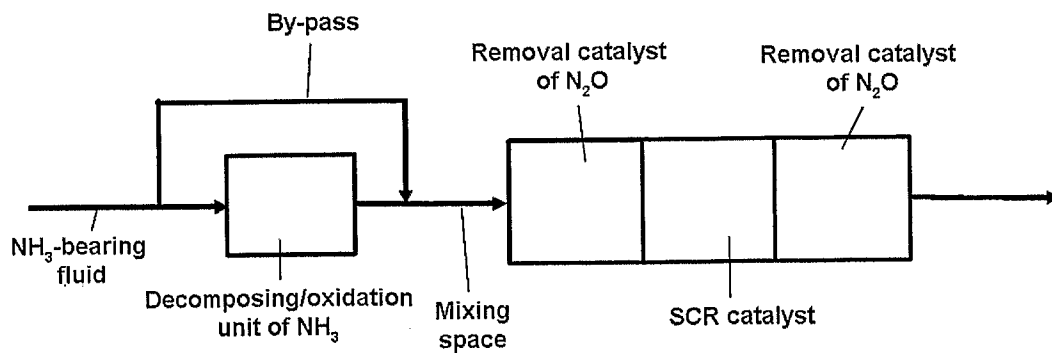 By-pass
Removal catalyst
of N₂O
Removal catalyst
of N₂O
NH₃-bearing
fluid
Decomposing/oxidation
unit of NH₃
Mixing
space
SCR catalyst